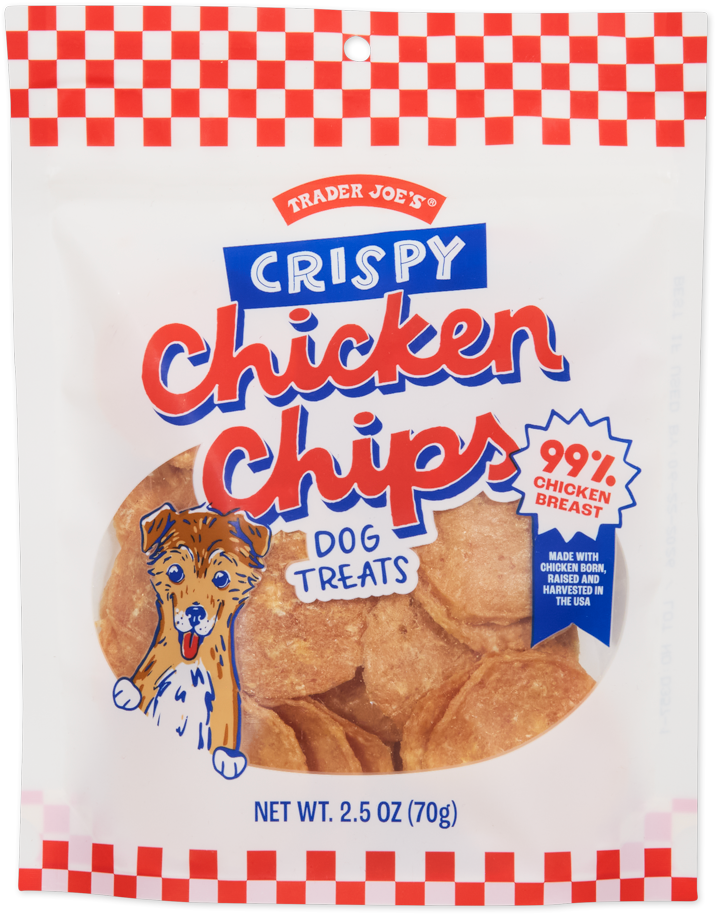 TRADER JOE'S®
CRISPY
Chicken
Chips
DOG
TREATS
99%
CHICKEN
BREAST
MADE WITH
CHICKEN BORN,
RAISED AND
HARVESTED IN
THE USA
NET WT. 2.5 OZ (70g)